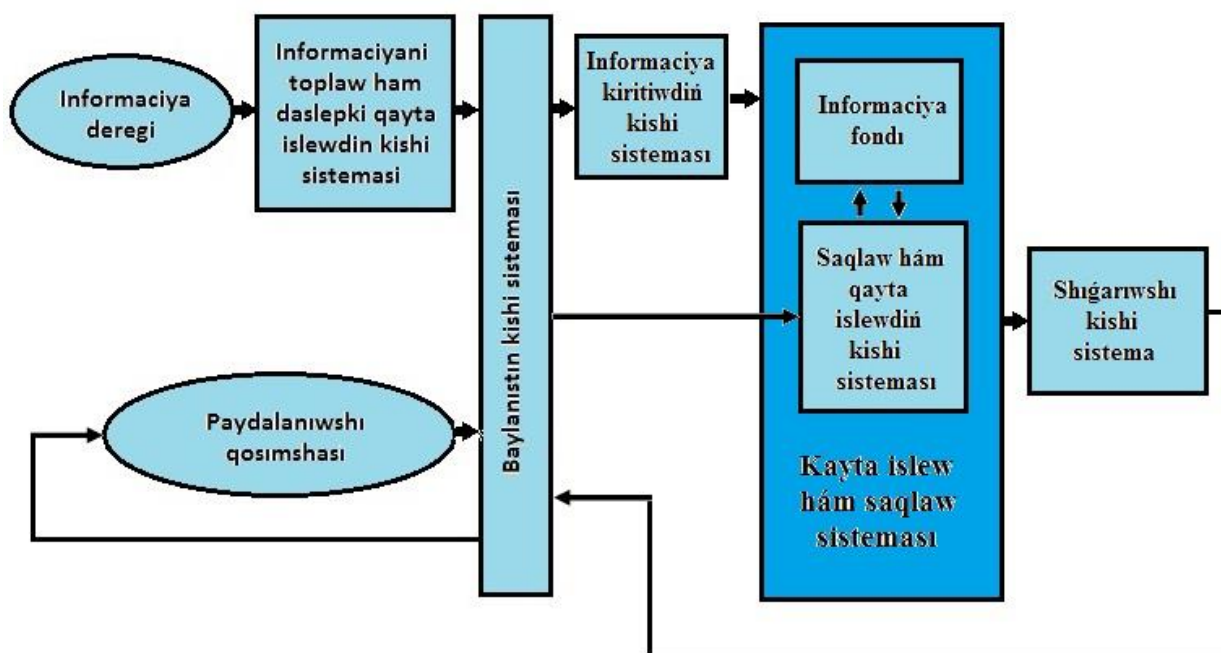 Informaciya
deregi
Informaciyani
toplaw ham
daslepki qayta
islewdin kishi
sistemasi
Baylanıstın kishi sisteması
Informaciya
kiritiwdiń
kishi
sisteması
Informaciya
fondı
Saqlaw hám
qayta
islewdiń
kishi
sisteması
Kayta islew
hám saqlaw
sisteması
Shıǵarıwshı
kishi
sistema
Paydalanıwshı
qosımshası